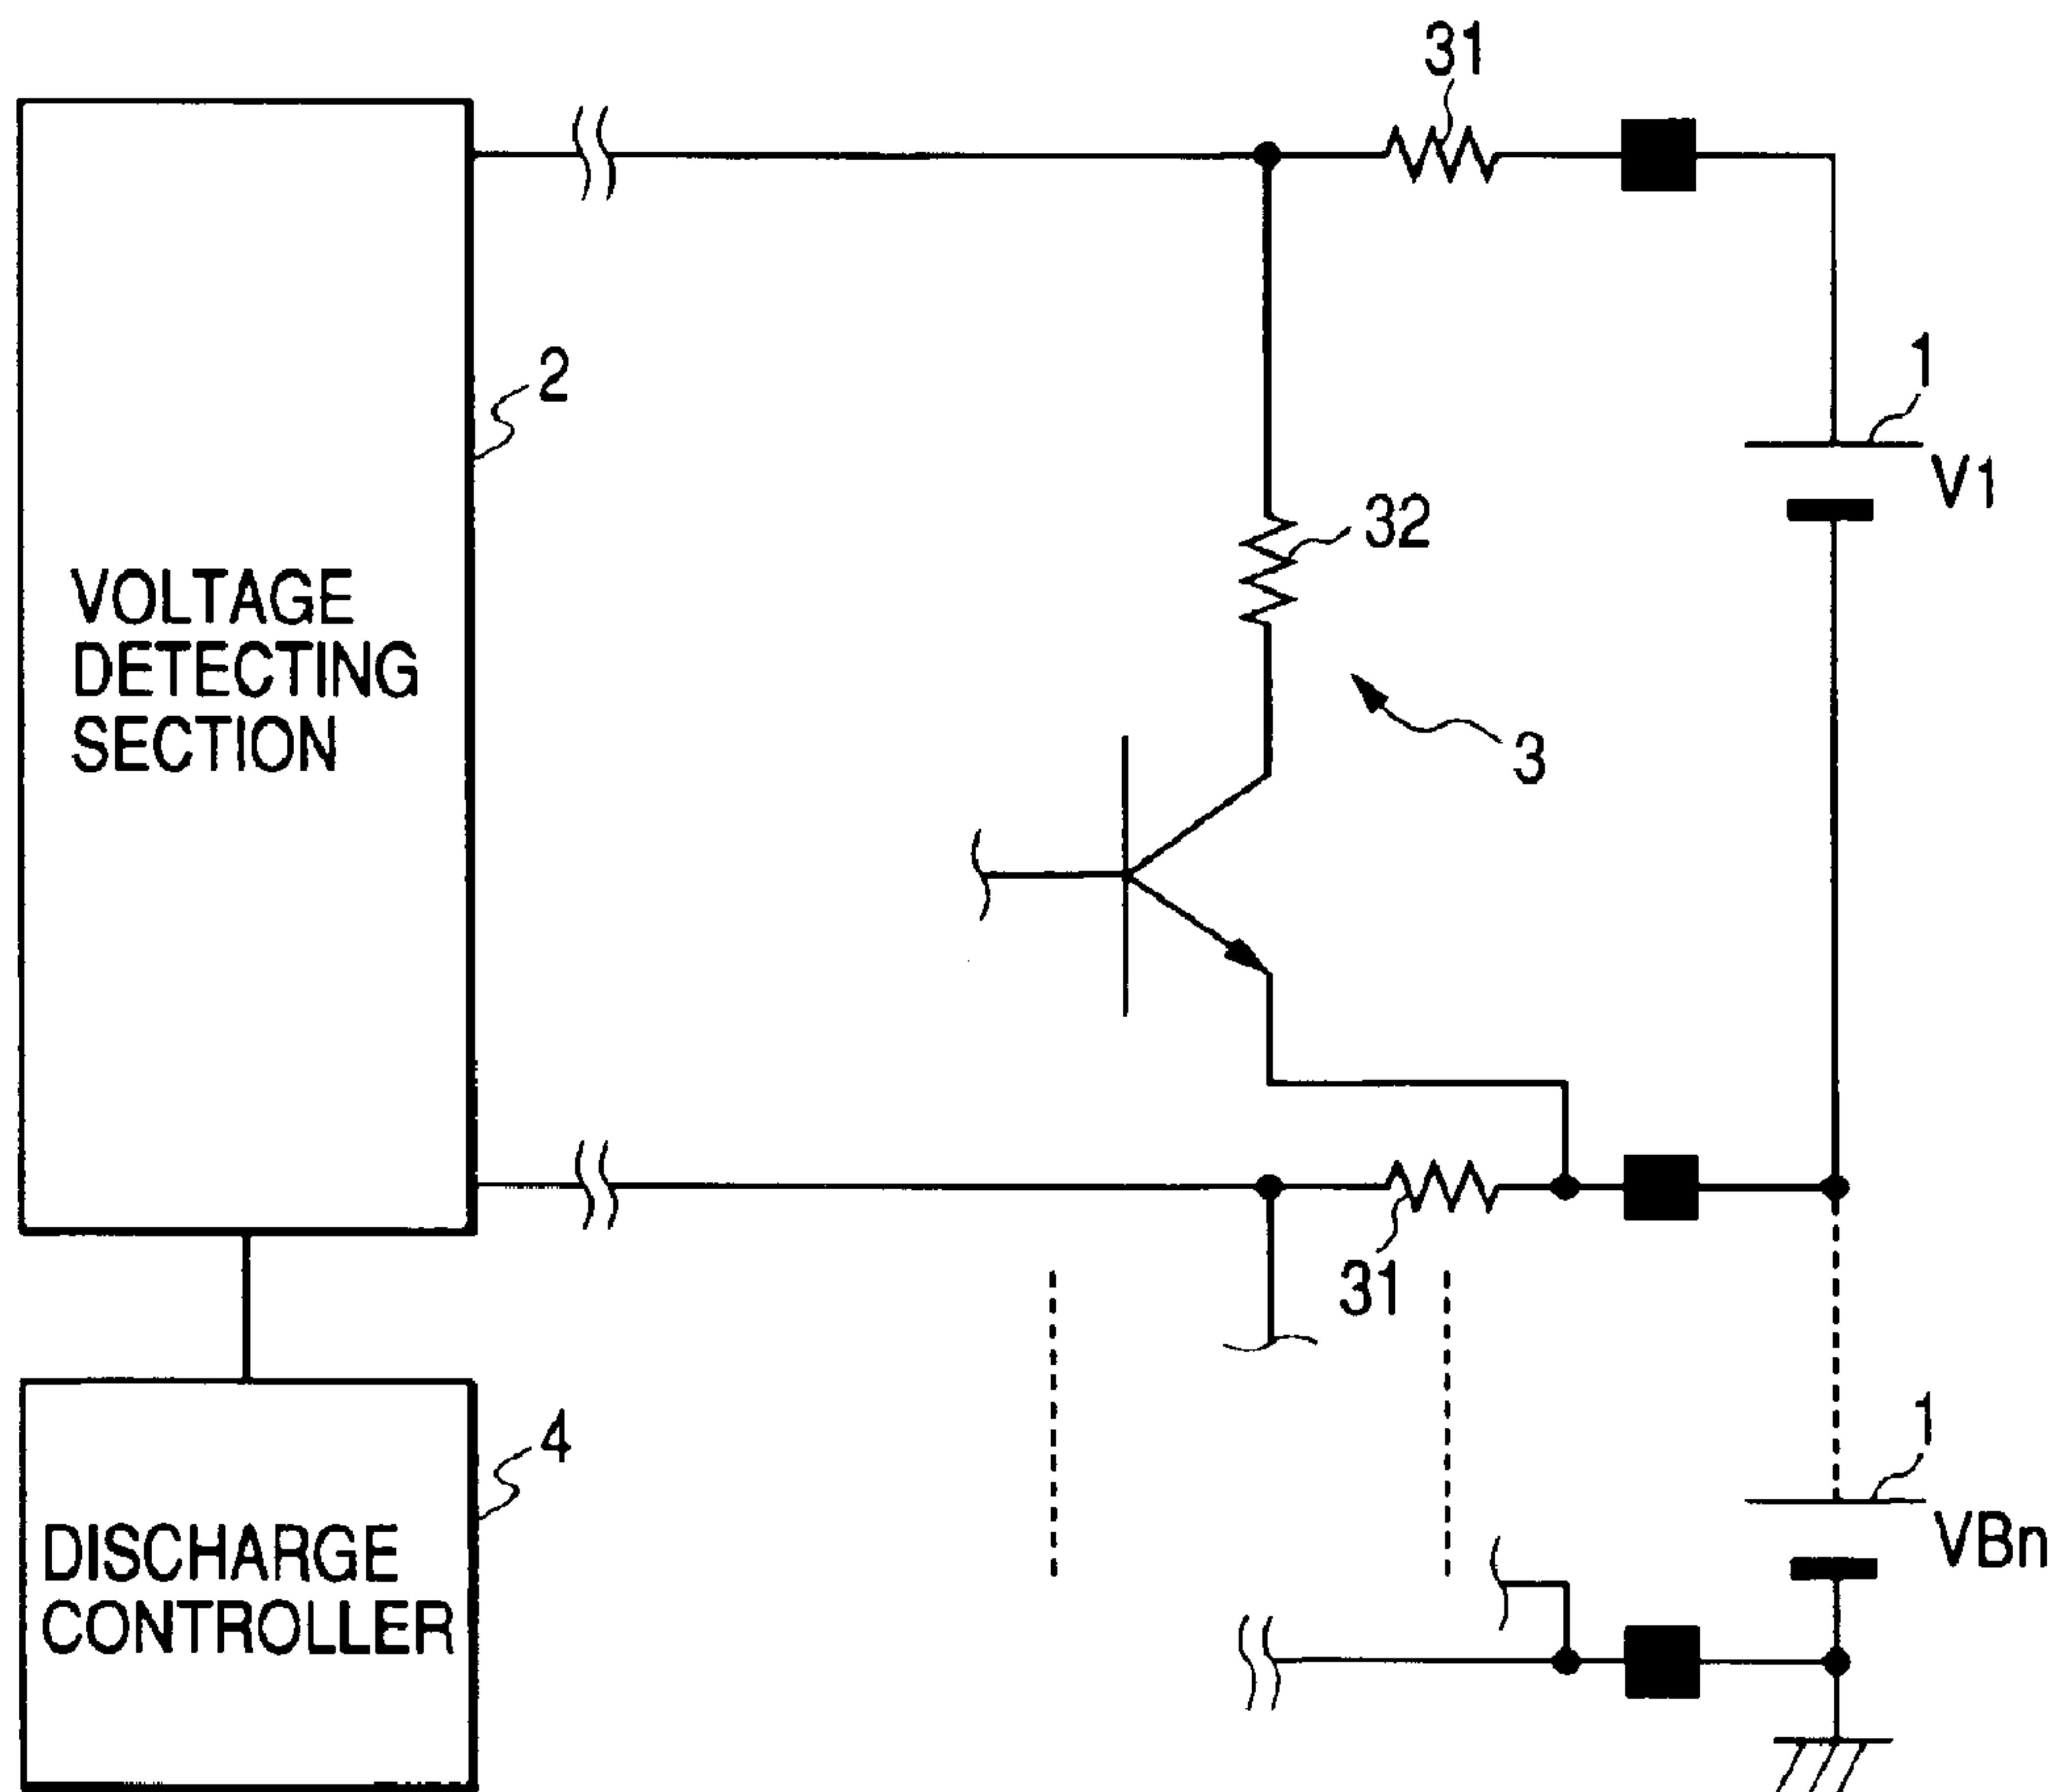 31
1
V1
2
32
VOLTAGE
DETECTING
SECTION
3
31
4
1
VBn
DISCHARGE
CONTROLLER